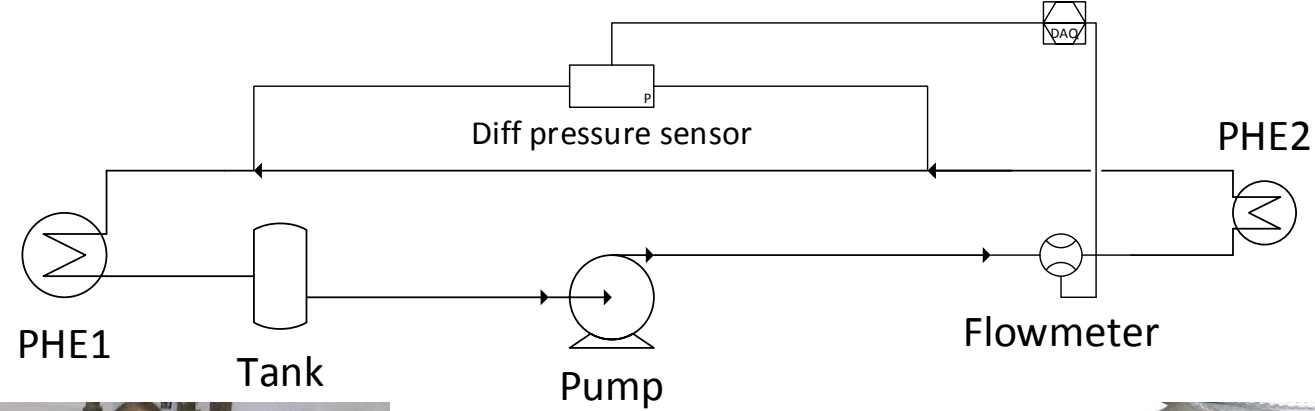 DAQ
P
Diff pressure sensor
PHE2
PHE1
Tank
Pump
Flowmeter